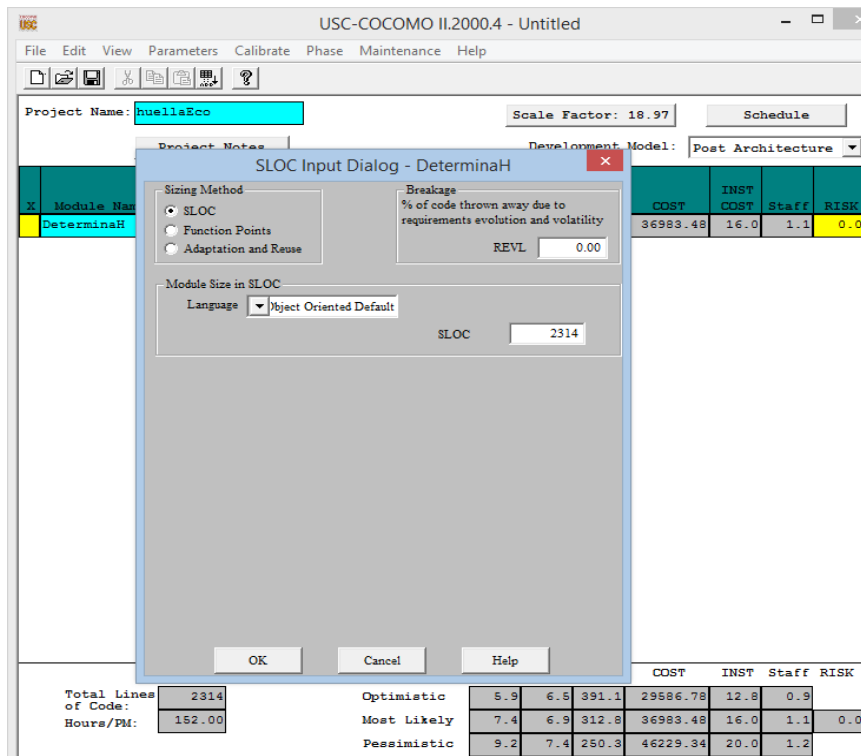 USC-COCOMO II.2000.4 - Untitled
File Edit View Parameters Calibrate Phase Maintenance Help
Project Name: huellaEco
Scale Factor: 18.97
Schedule
Project Notes
Development Model: Post Architecture
X Module Nam COST INST COST Staff RISK
DeterminaH 36983.48 16.0 1.1 0.0
SLOC Input Dialog - DeterminaH
Sizing Method
SLOC
Function Points
Adaptation and Reuse
Breakage
% of code thrown away due to
requirements evolution and volatility
REVL 0.00
Module Size in SLOC
Language Object Oriented Default
SLOC 2314
OK Cancel Help
COST INST Staff RISK
Total Lines of Code: 2314
Hours/PM: 152.00
Optimistic 5.9 6.5 391.1 29586.78 12.8 0.9
Most Likely 7.4 6.9 312.8 36983.48 16.0 1.1 0.0
Pessimistic 9.2 7.4 250.3 46229.34 20.0 1.2